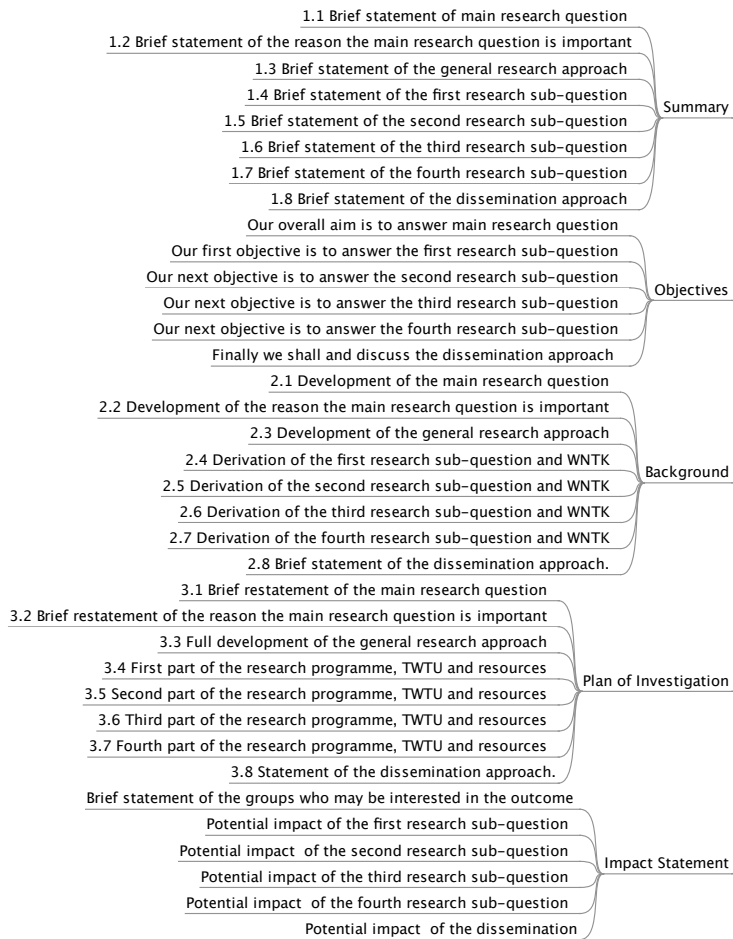 1.1 Brief statement of main research question
1.2 Brief statement of the reason the main research question is important
1.3 Brief statement of the general research approach
1.4 Brief statement of the first research sub-question
1.5 Brief statement of the second research sub-question
1.6 Brief statement of the third research sub-question
1.7 Brief statement of the fourth research sub-question
1.8 Brief statement of the dissemination approach
Summary
Our overall aim is to answer main research question
Our first objective is to answer the first research sub-question
Our next objective is to answer the second research sub-question
Our next objective is to answer the third research sub-question
Our next objective is to answer the fourth research sub-question
Finally we shall and discuss the dissemination approach
Objectives
2.1 Development of the main research question
2.2 Development of the reason the main research question is important
2.3 Development of the general research approach
2.4 Derivation of the first research sub-question and WNTK
2.5 Derivation of the second research sub-question and WNTK
2.6 Derivation of the third research sub-question and WNTK
2.7 Derivation of the fourth research sub-question and WNTK
2.8 Brief statement of the dissemination approach.
Background
3.1 Brief restatement of the main research question
3.2 Brief restatement of the reason the main research question is important
3.3 Full development of the general research approach
3.4 First part of the research programme, TWTU and resources
3.5 Second part of the research programme, TWTU and resources
3.6 Third part of the research programme, TWTU and resources
3.7 Fourth part of the research programme, TWTU and resources
3.8 Statement of the dissemination approach.
Plan of Investigation
Brief statement of the groups who may be interested in the outcome
Potential impact of the first research sub-question
Potential impact of the second research sub-question
Potential impact of the third research sub-question
Potential impact of the fourth research sub-question
Potential impact of the dissemination
Impact Statement